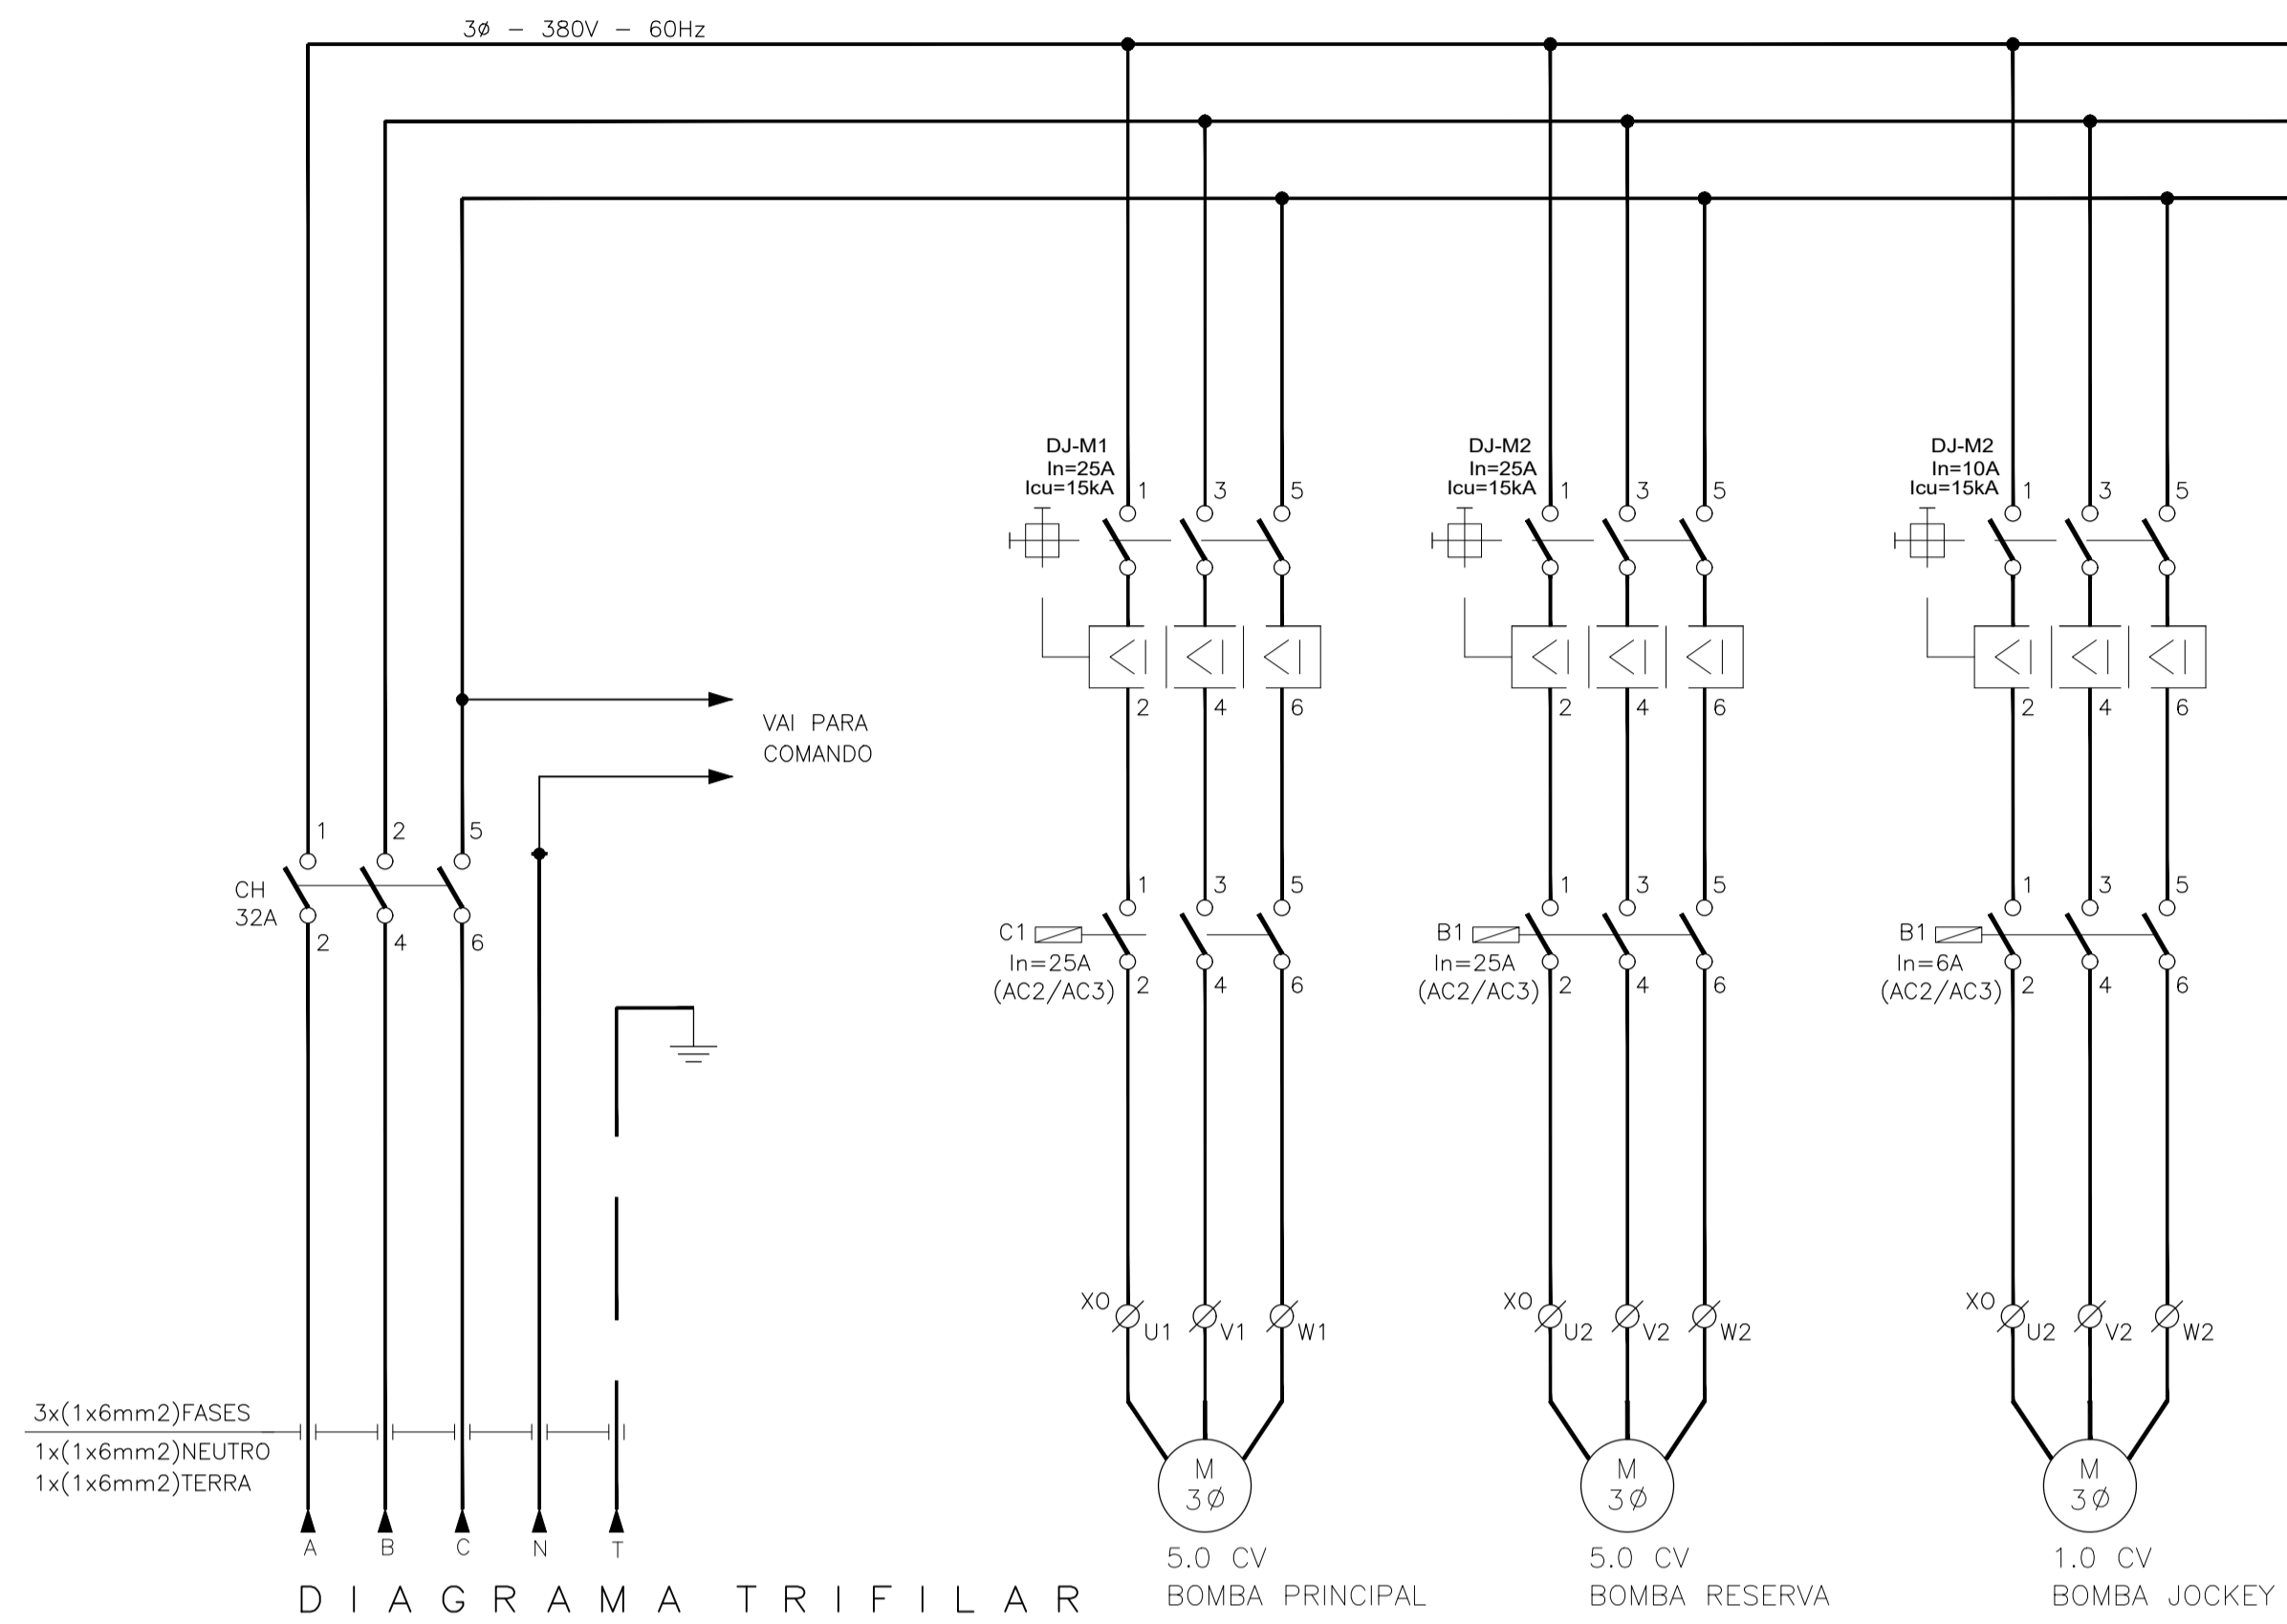 3ø - 380V - 60Hz
DJ-M1
In=25A
Icu=15kA
1 3 5
2 4 6
DJ-M2
In=25A
Icu=15kA
1 3 5
2 4 6
DJ-M2
In=10A
Icu=15kA
1 3 5
2 4 6
VAI PARA
COMANDO
1 2 5
CH
32A
2 4 6
1 3 5
C1
In=25A
(AC2/AC3)
2 4 6
1 3 5
B1
In=25A
(AC2/AC3)
2 4 6
1 3 5
B1
In=6A
(AC2/AC3)
2 4 6
X0 U1 V1 W1
X0 U2 V2 W2
X0 U2 V2 W2
3x(1x6mm2)FASES
1x(1x6mm2)NEUTRO
1x(1x6mm2)TERRA
A B C N T
M
3Ø
5.0 CV
BOMBA PRINCIPAL
M
3Ø
5.0 CV
BOMBA RESERVA
M
3Ø
1.0 CV
BOMBA JOCKEY
DIAGRAMA TRIFILAR